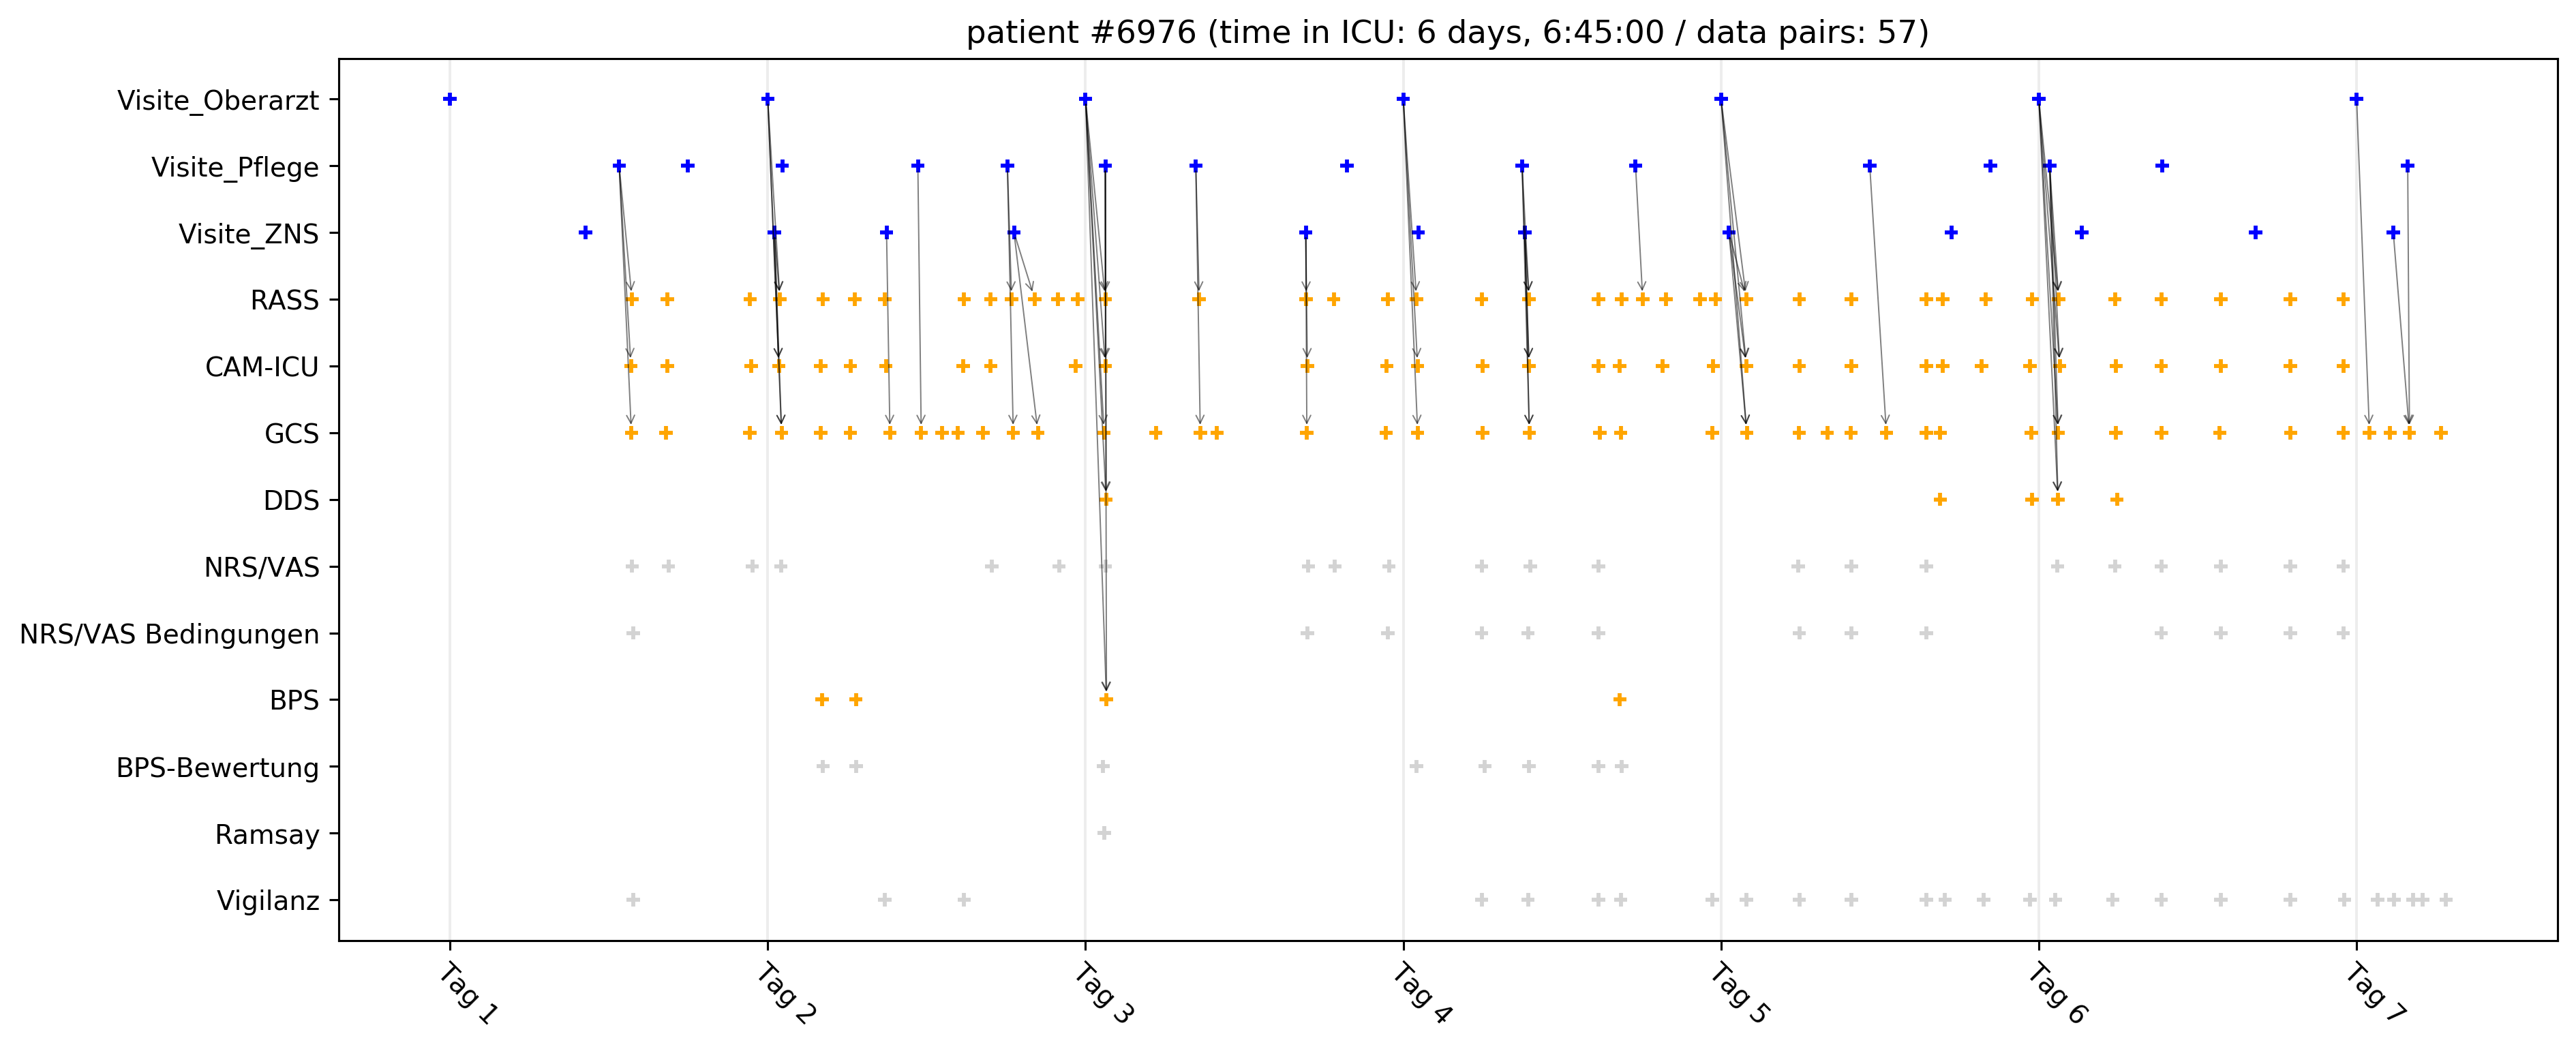 patient #6976 (time in ICU: 6 days, 6:45:00 / data pairs: 57)
Visite_Oberarzt
Visite_Pflege
Visite_ZNS
RASS
CAM-ICU
GCS
DDS
NRS/VAS
NRS/VAS Bedingungen
BPS
BPS-Bewertung
Ramsay
Vigilanz
Tag 1
Tag 2
Tag 3
Tag 4
Tag 5
Tag 6
Tag 7